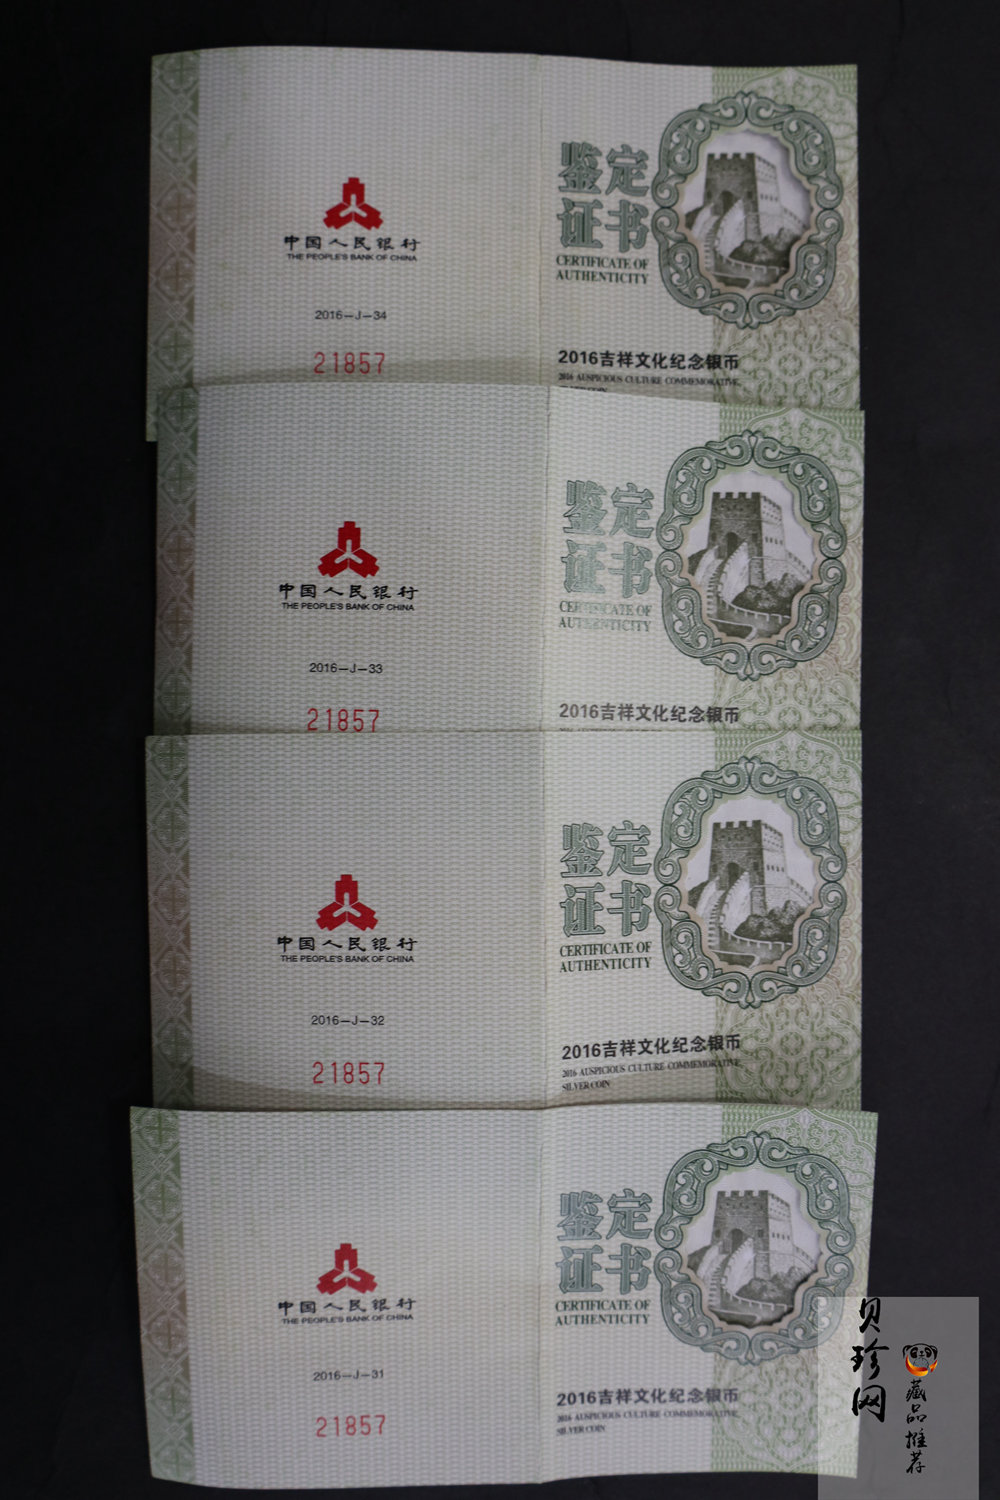 中国人民银行
THE PEOPLE'S BANK OF CHINA
2016-J-34
21857
鉴定
证书
CERTIFICATE OF
AUTHENTICITY
2016吉祥文化纪念银币
2016 AUSPICIOUS CULTURE COMMEMORATIVE
SILVER COIN
中国人民银行
THE PEOPLE'S BANK OF CHINA
2016-J-33
21857
鉴定
证书
CERTIFICATE OF
AUTHENTICITY
2016吉祥文化纪念银币
中国人民银行
THE PEOPLE'S BANK OF CHINA
2016-J-32
21857
鉴定
证书
CERTIFICATE OF
AUTHENTICITY
2016吉祥文化纪念银币
2016 AUSPICIOUS CULTURE COMMEMORATIVE
SILVER COIN
中国人民银行
THE PEOPLE'S BANK OF CHINA
2016-J-31
21857
鉴定
证书
CERTIFICATE OF
AUTHENTICITY
2016吉祥文化纪念银币
2016 AUSPICIOUS CULTURE COMMEMORATIVE
SILVER COIN
贝珍网
藏品推荐